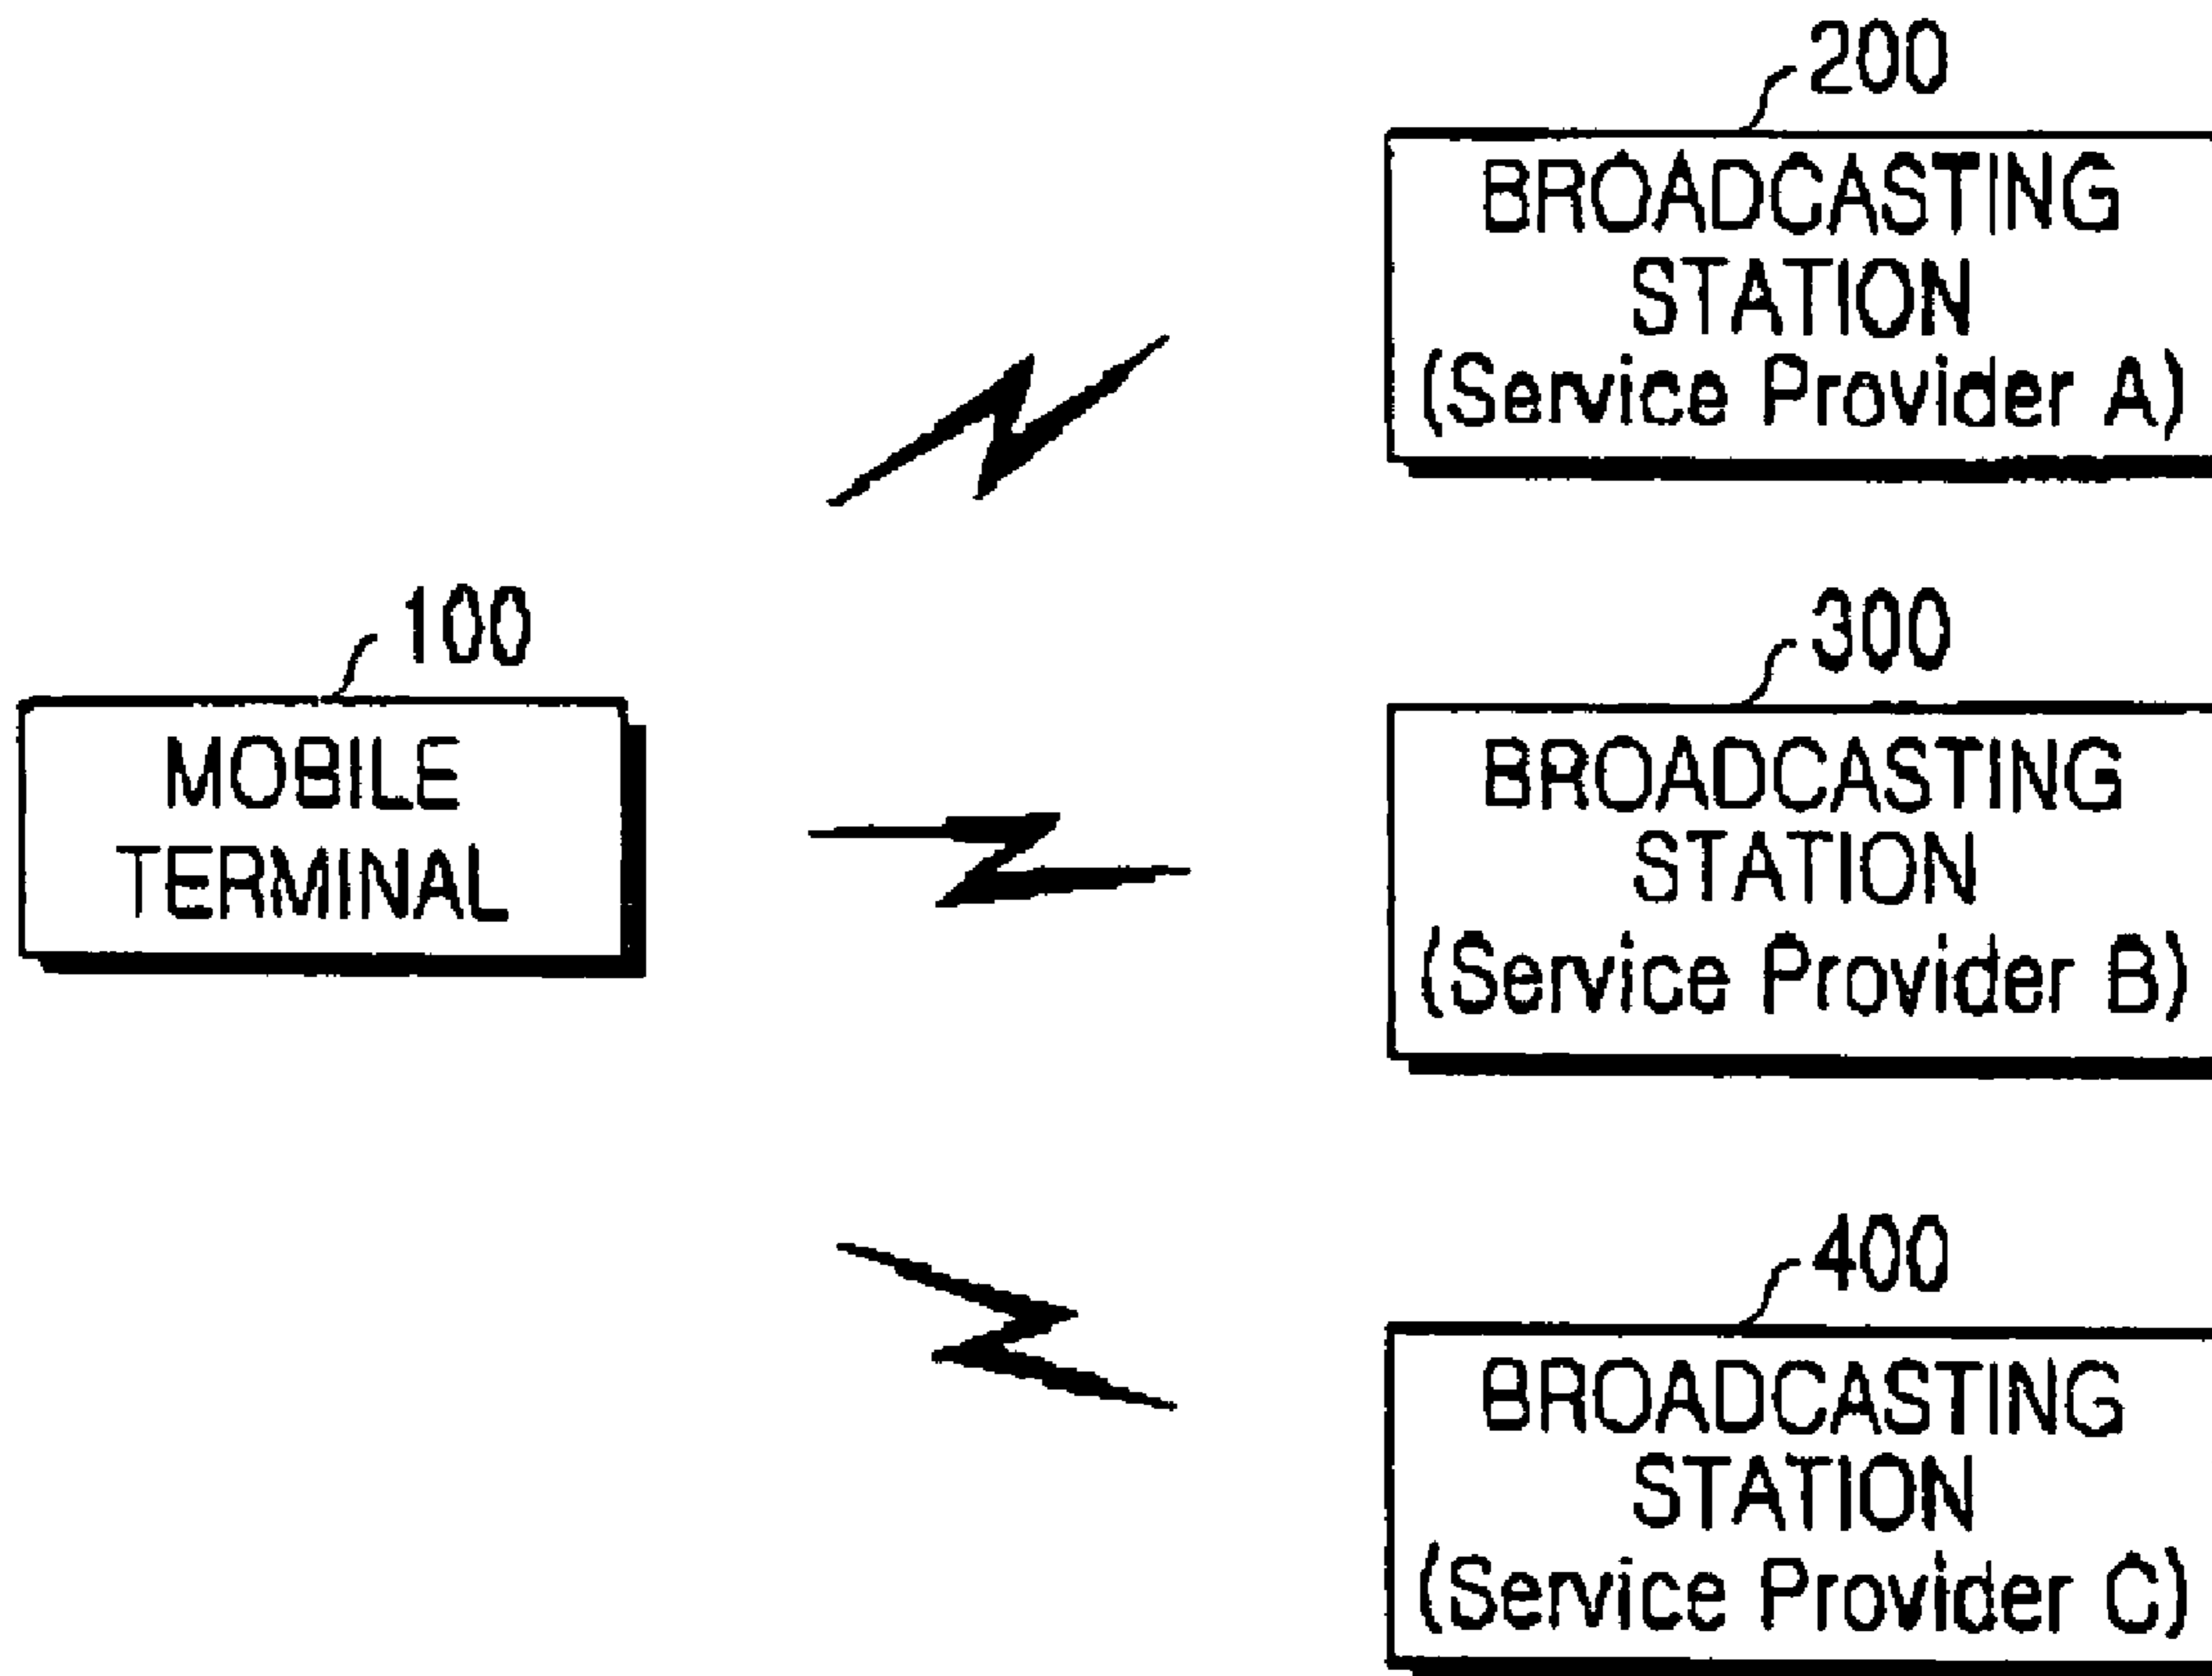 200
BROADCASTING
STATION
(Service Provider A)
100
MOBILE
TERMINAL
300
BROADCASTING
STATION
(Service Provider B)
400
BROADCASTING
STATION
(Service Provider C)